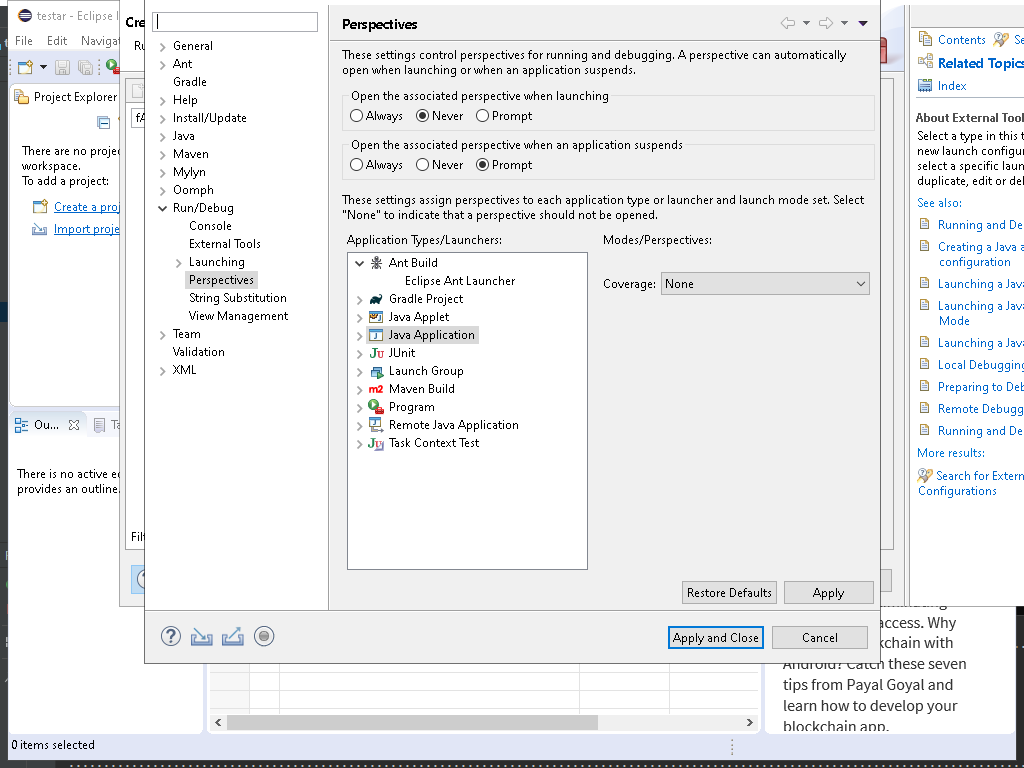 testar - Eclipse I
File Edit Navigat
Project Explorer
There are no proje
workspace.
To add a project:
Create a proj
Import proje
Ou...
Ta
There is no active e
provides an outline.
0 items selected
Cre
Ru
fA
Filt
General
Ant
Gradle
Help
Install/Update
Java
Maven
Mylyn
Oomph
Run/Debug
Console
External Tools
Launching
Perspectives
String Substitution
View Management
Team
Validation
XML
Perspectives
These settings control perspectives for running and debugging. A perspective can automatically
open when launching or when an application suspends.
Open the associated perspective when launching
Always Never Prompt
Open the associated perspective when an application suspends
Always Never Prompt
These settings assign perspectives to each application type or launcher and launch mode set. Select
"None" to indicate that a perspective should not be opened.
Application Types/Launchers:
Modes/Perspectives:
Ant Build
Eclipse Ant Launcher
Gradle Project
Java Applet
Java Application
JUnit
Launch Group
Maven Build
Program
Remote Java Application
Task Context Test
Coverage: None
Restore Defaults
Apply
Apply and Close
Cancel
Contents Se
Related Topics
Index
About External Tool
Select a type in this t
new launch configur
select a specific laun
duplicate, edit or del
See also:
Running and De
Creating a Java a
configuration
Launching a Java
Launching a Java
Mode
Launching a Java
Local Debugging
Preparing to Deb
Remote Debugg
Running and De
More results:
Search for Extern
Configurations
access. Why
kchain with
Android? Catch these seven
tips from Payal Goyal and
learn how to develop your
blockchain app.